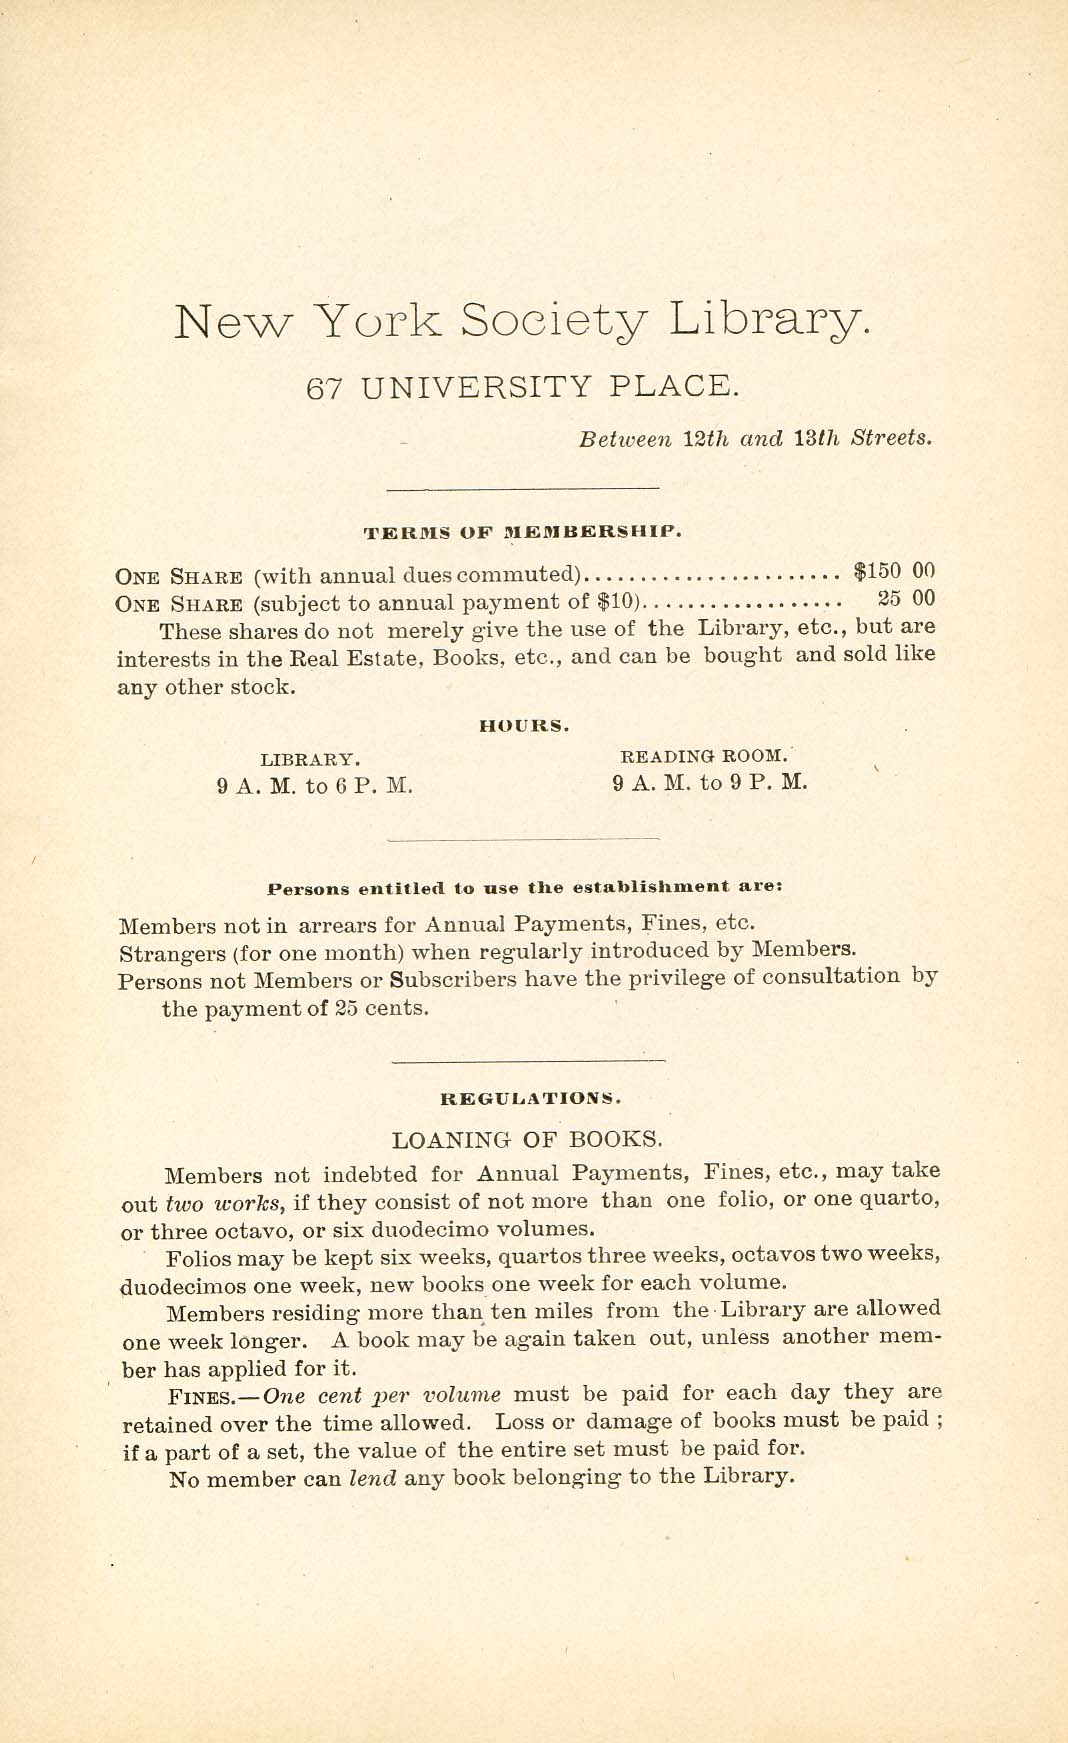 New York Society Library.
67 UNIVERSITY PLACE.
Between 12th and 13th Streets.
TERMS OF MEMBERSHIP.
ONE SHARE (with annual dues commuted)....................... $150 00
ONE SHARE (subject to annual payment of $10).................. 25 00
These shares do not merely give the use of the Library, etc., but are
interests in the Real Estate, Books, etc., and can be bought and sold like
any other stock.
HOURS.
LIBRARY. READING ROOM.
9 A. M. to 6 P. M. 9 A. M. to 9 P. M.
Persons entitled to use the establishment are:
Members not in arrears for Annual Payments, Fines, etc.
Strangers (for one month) when regularly introduced by Members.
Persons not Members or Subscribers have the privilege of consultation by
the payment of 25 cents.
REGULATIONS.
LOANING OF BOOKS.
Members not indebted for Annual Payments, Fines, etc., may take
out two works, if they consist of not more than one folio, or one quarto,
or three octavo, or six duodecimo volumes.
Folios may be kept six weeks, quartos three weeks, octavos two weeks,
duodecimos one week, new books one week for each volume.
Members residing more than ten miles from the Library are allowed
one week longer. A book may be again taken out, unless another mem-
ber has applied for it.
FINES.—One cent per volume must be paid for each day they are
retained over the time allowed. Loss or damage of books must be paid ;
if a part of a set, the value of the entire set must be paid for.
No member can lend any book belonging to the Library.